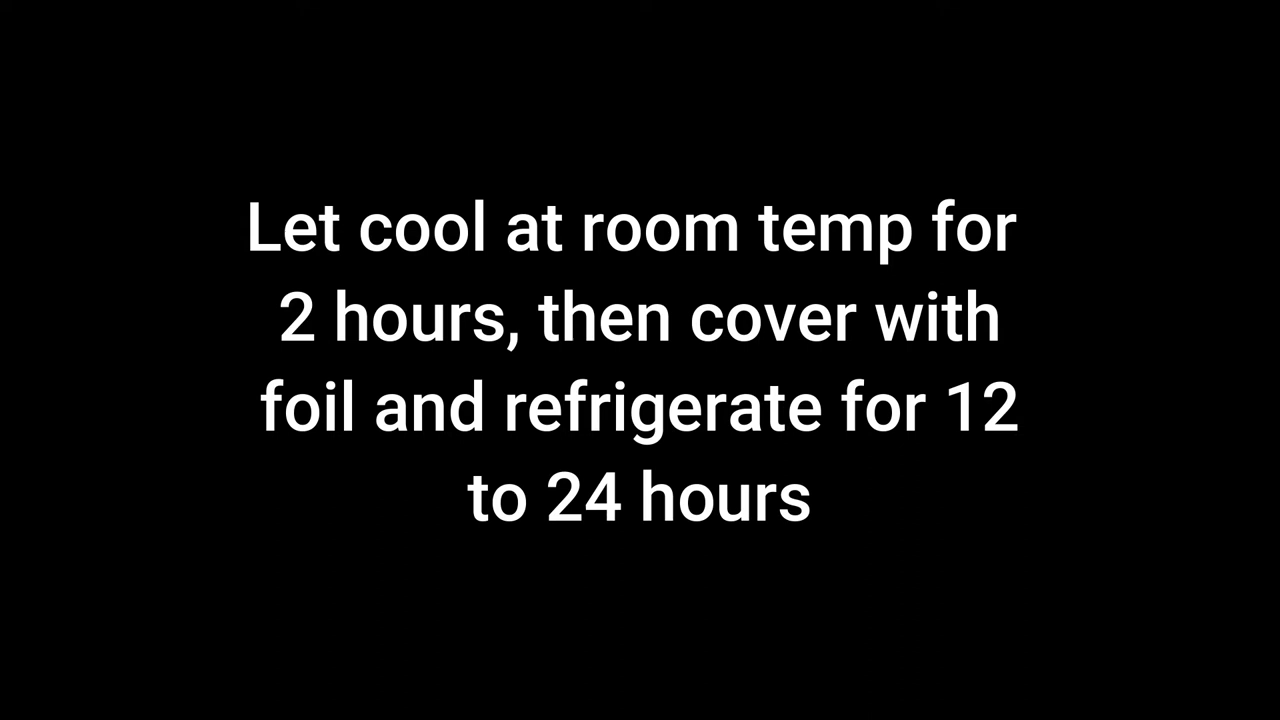 Let cool at room temp for
2 hours, then cover with
foil and refrigerate for 12
to 24 hours